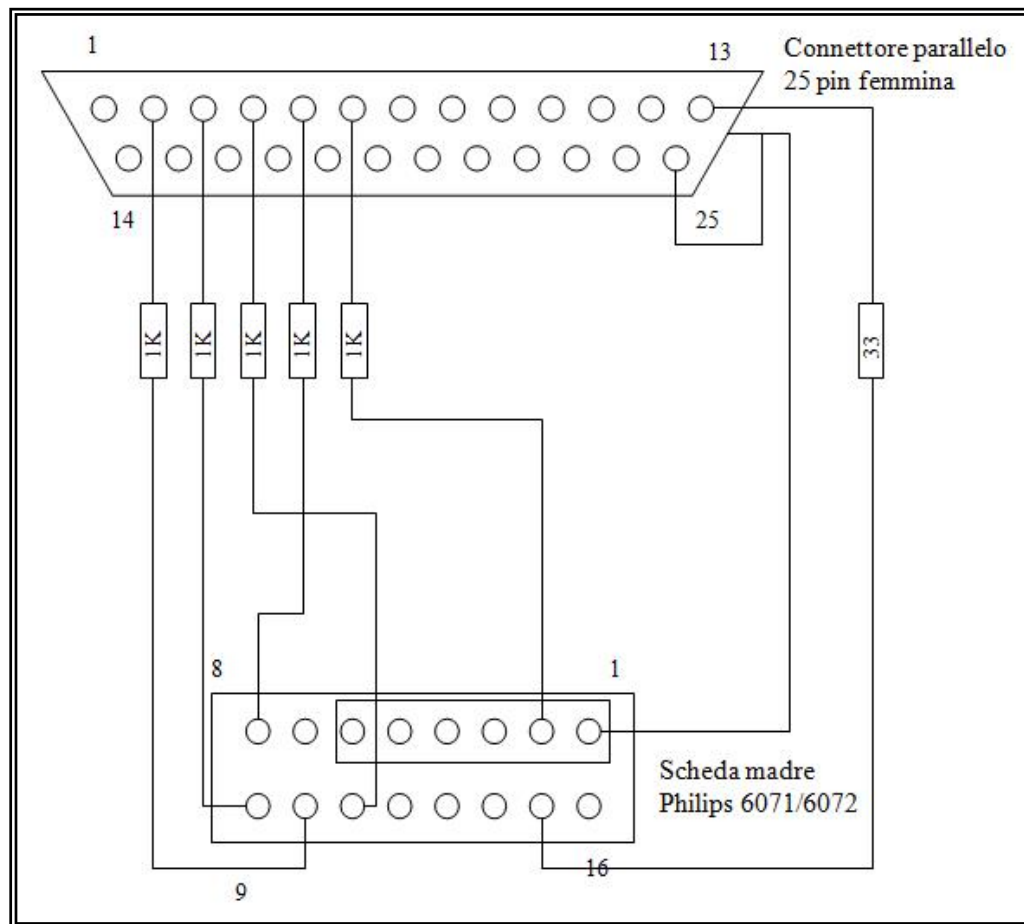 1
13
Connettore parallelo
25 pin femmina
14
25
1K
1K
1K
1K
1K
33
8
1
Scheda madre
Philips 6071/6072
9
16